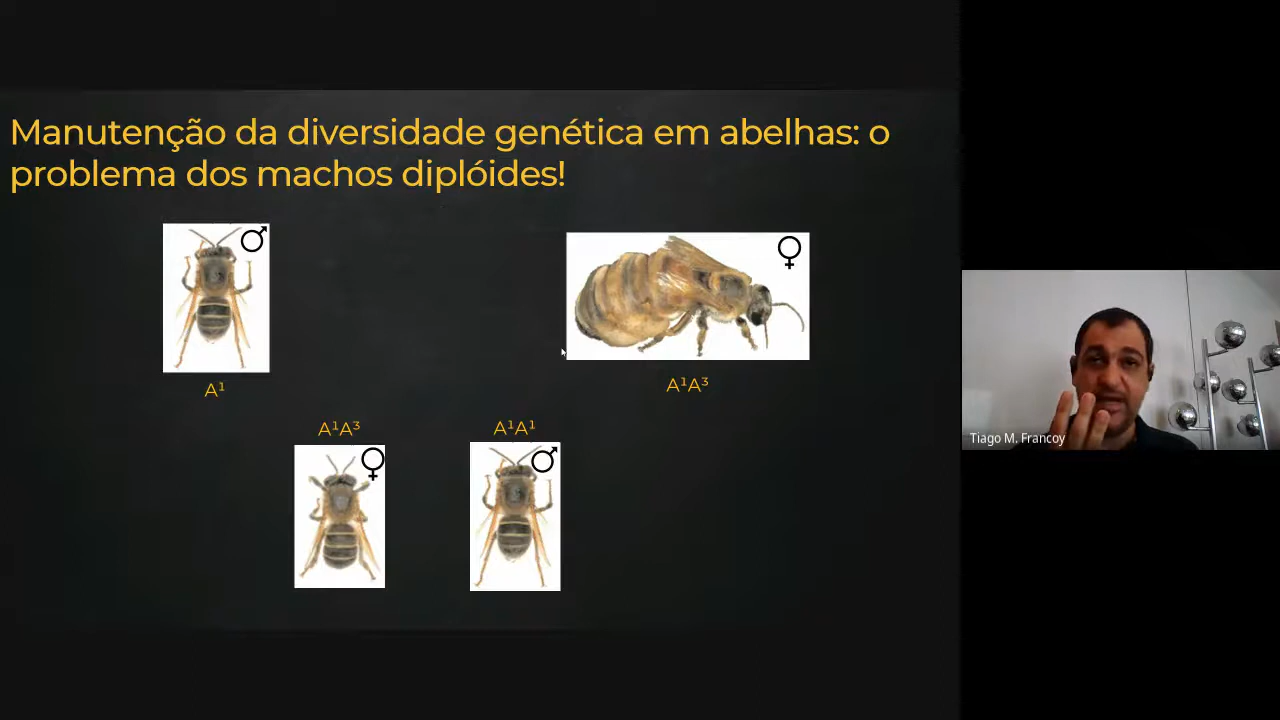 Manutenção da diversidade genética em abelhas: o
problema dos machos diplóides!
♂
♀
A¹
A¹A³
A¹A³
A¹A¹
♀
♂
Tiago M. Francoy